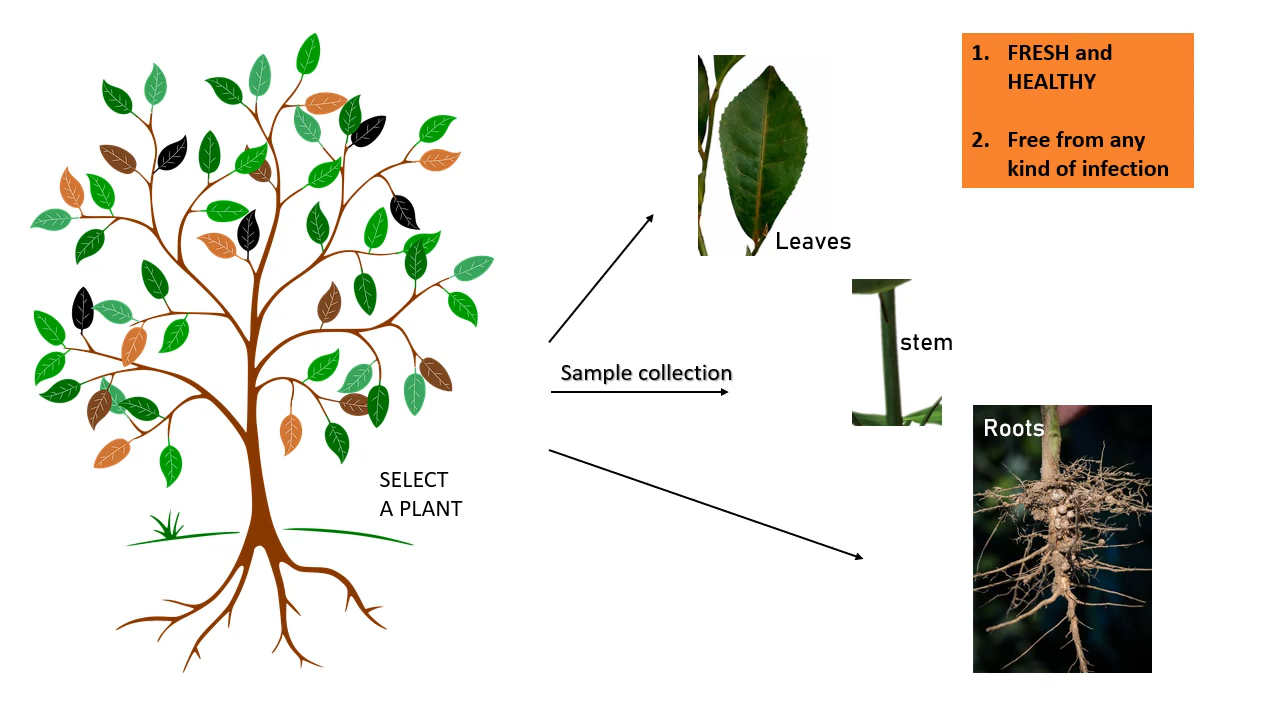 1. FRESH and
HEALTHY
2. Free from any
kind of infection
Leaves
stem
Sample collection
Roots
SELECT
A PLANT